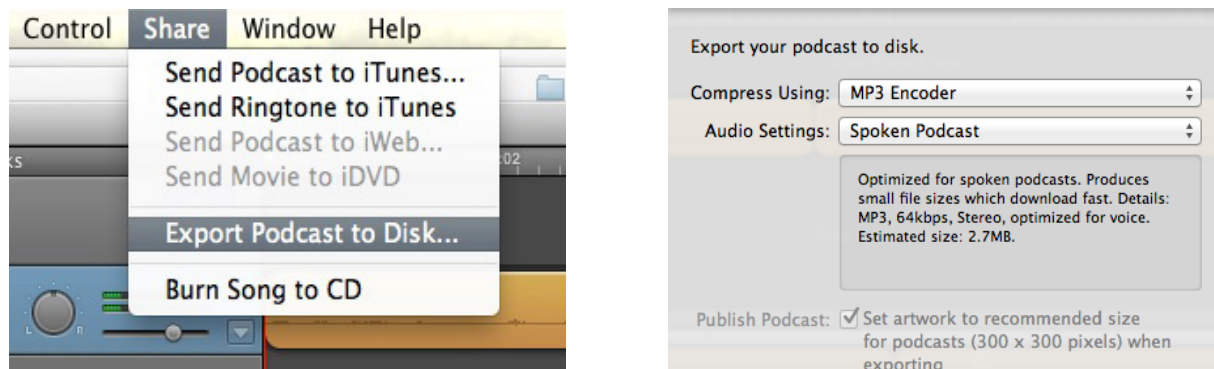 Control Share Window Help
Send Podcast to iTunes...
Send Ringtone to iTunes
Send Podcast to iWeb...
Send Movie to iDVD
Export Podcast to Disk...
Burn Song to CD
ks
:02
L R
Export your podcast to disk.
Compress Using: MP3 Encoder
Audio Settings: Spoken Podcast
Optimized for spoken podcasts. Produces
small file sizes which download fast. Details:
MP3, 64kbps, Stereo, optimized for voice.
Estimated size: 2.7MB.
Publish Podcast: Set artwork to recommended size
for podcasts (300 x 300 pixels) when
exporting